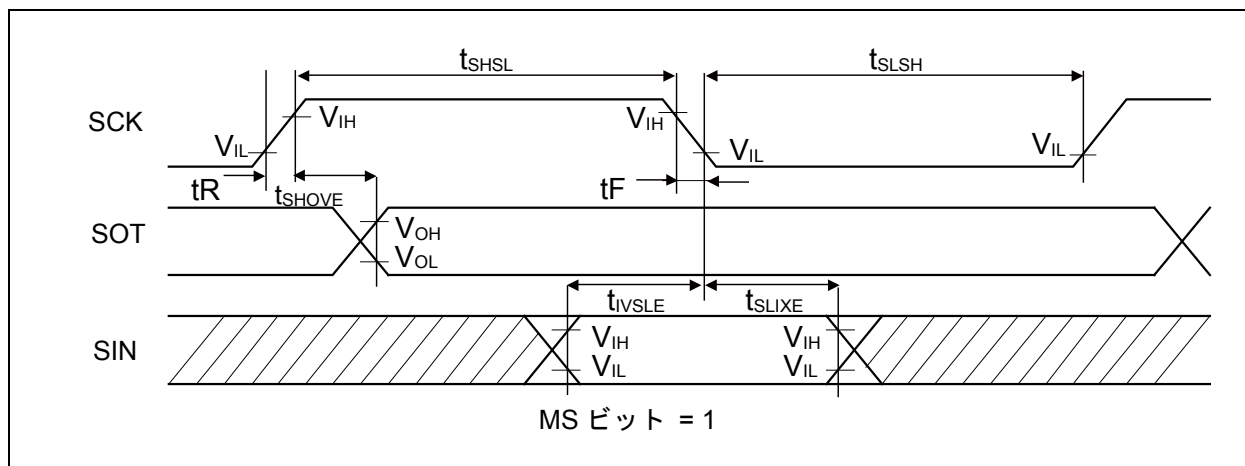 tSHSL tSLSH
SCK VIH VIH
VIL VIL VIL
tR tSHOVE tF
SOT VOH
VOL
tIVSLE tSLIXE
SIN VIH VIH
VIL VIL
MS ビット = 1